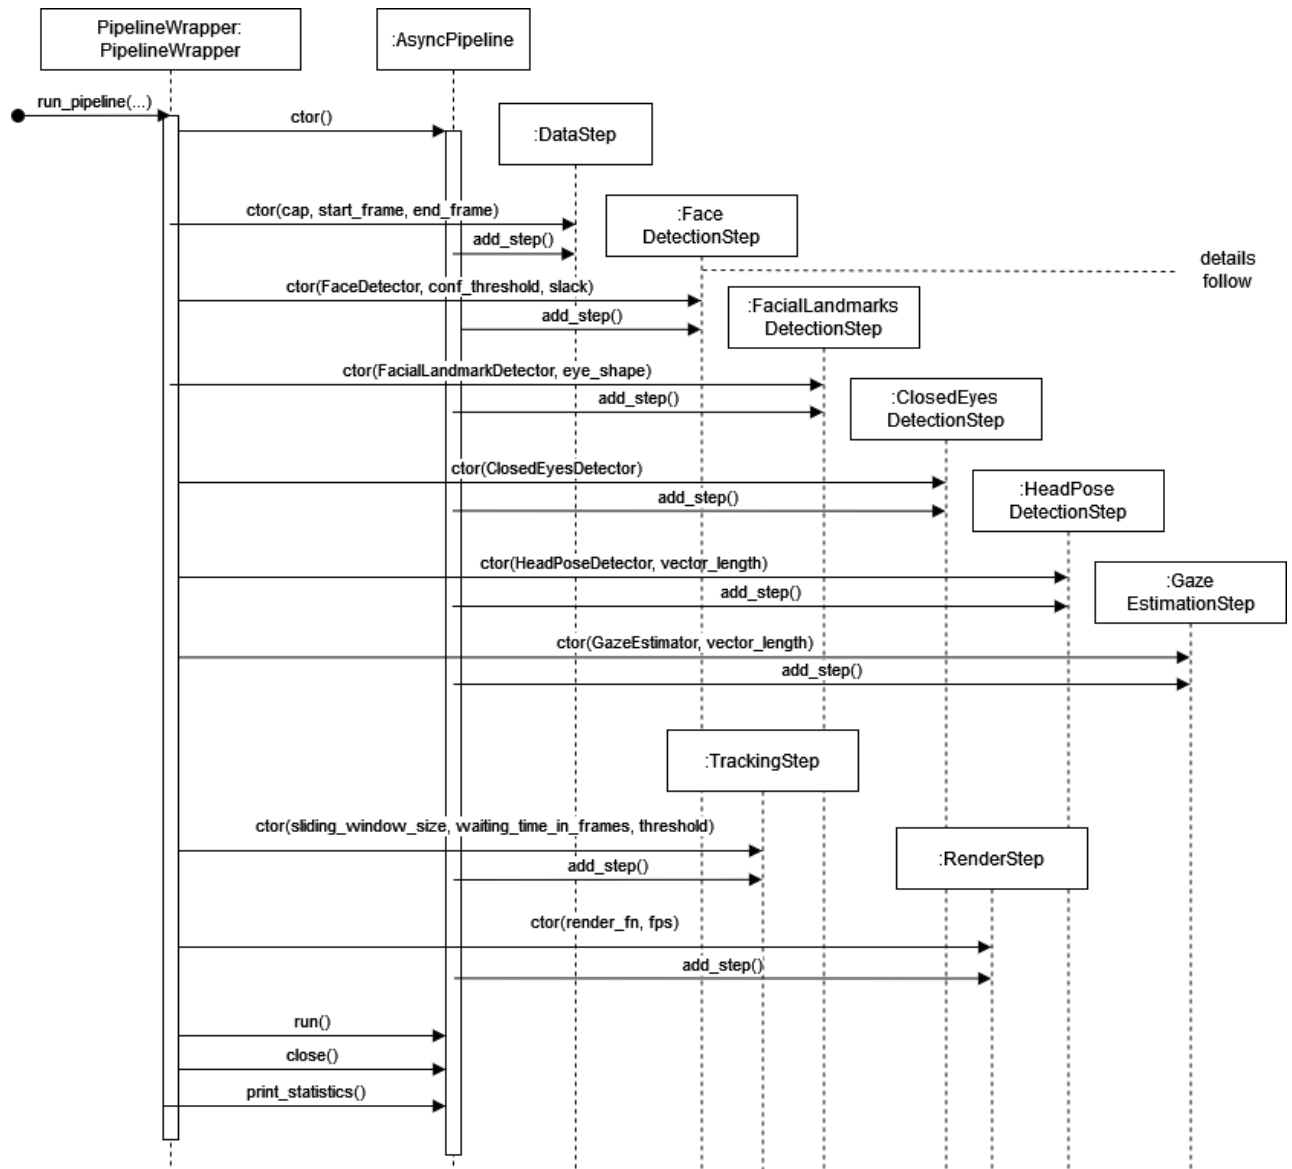 PipelineWrapper:
PipelineWrapper
:AsyncPipeline
run_pipeline(...)
ctor()
:DataStep
ctor(cap, start_frame, end_frame)
:Face
DetectionStep
add_step()
details
follow
ctor(FaceDetector, conf_threshold, slack)
:FacialLandmarks
DetectionStep
add_step()
ctor(FacialLandmarkDetector, eye_shape)
add_step()
:ClosedEyes
DetectionStep
ctor(ClosedEyesDetector)
add_step()
:HeadPose
DetectionStep
ctor(HeadPoseDetector, vector_length)
add_step()
:Gaze
EstimationStep
ctor(GazeEstimator, vector_length)
add_step()
:TrackingStep
ctor(sliding_window_size, waiting_time_in_frames, threshold)
add_step()
:RenderStep
ctor(render_fn, fps)
add_step()
run()
close()
print_statistics()